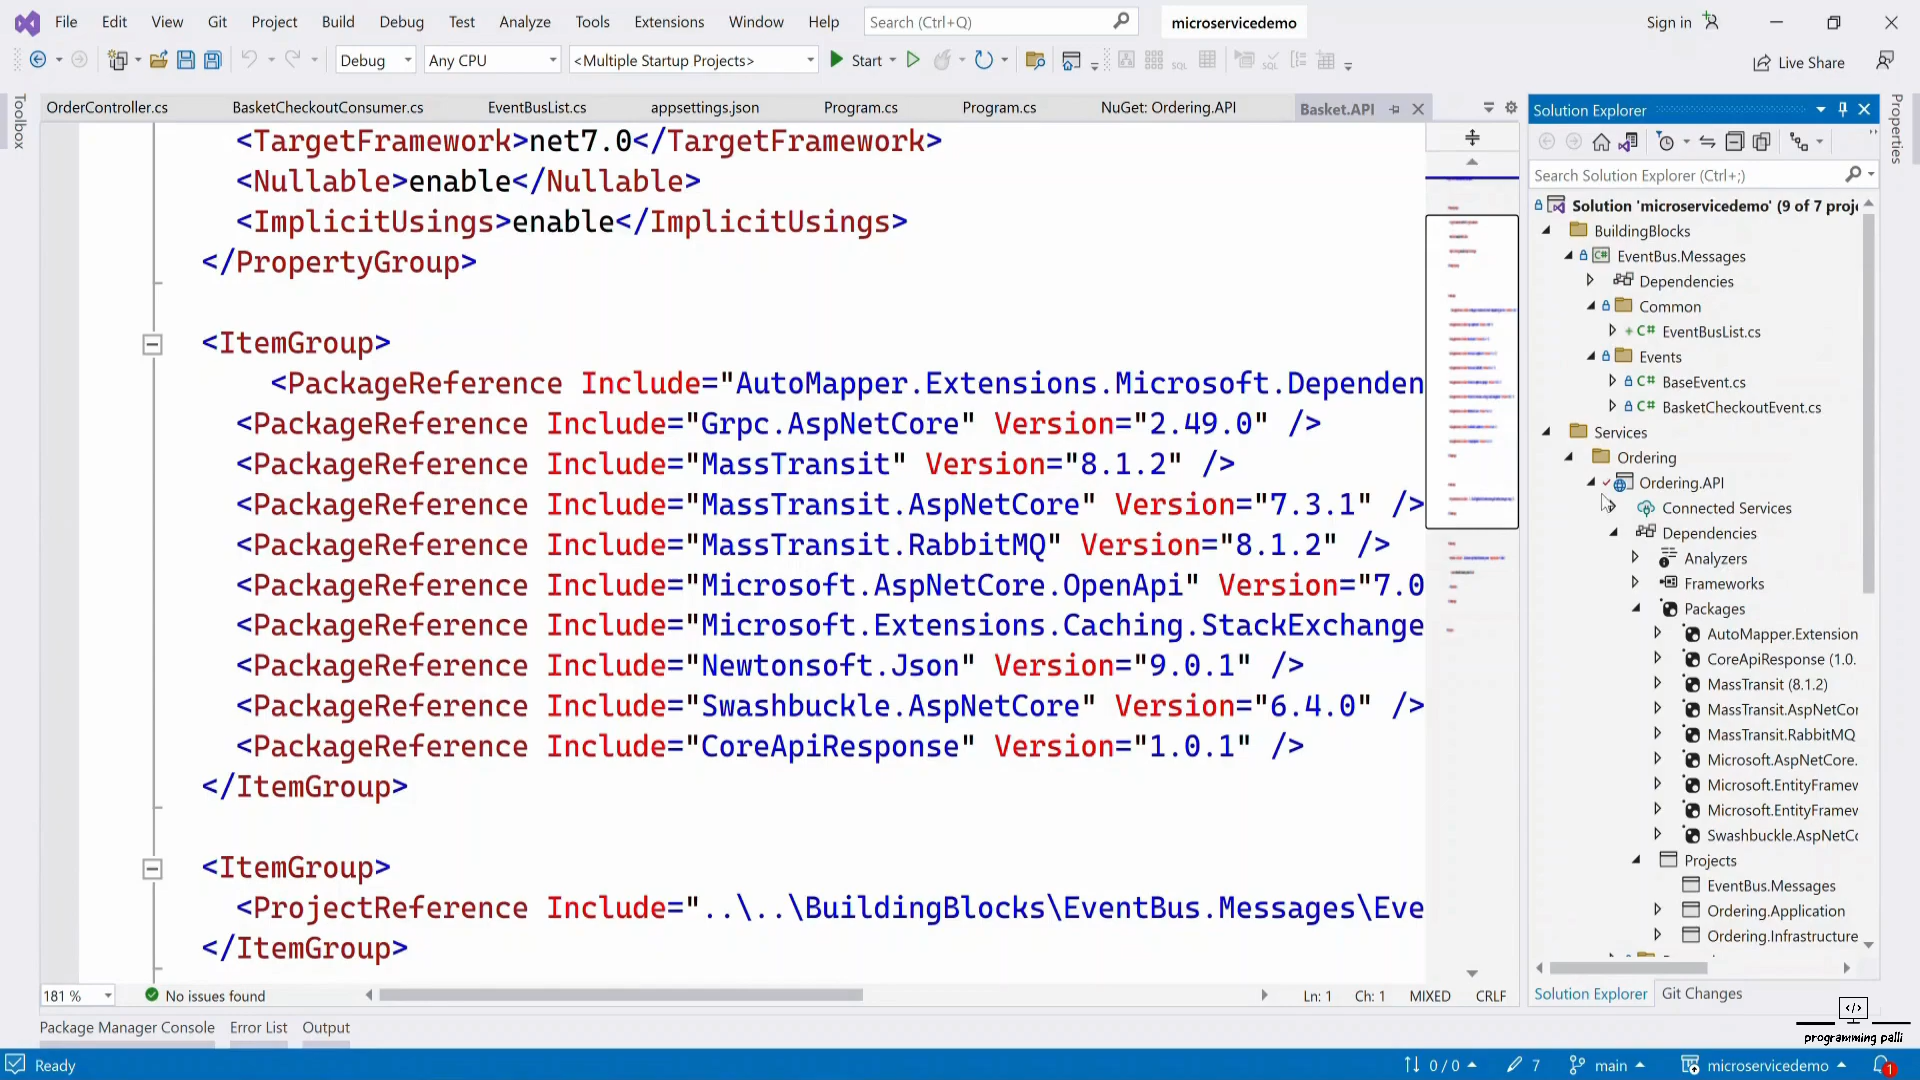 File Edit View Git Project Build Debug Test Analyze Tools Extensions Window Help Search (Ctrl+Q) microservicedemo Sign in
Debug Any CPU <Multiple Startup Projects> Start Live Share
Toolbox
OrderController.cs BasketCheckoutConsumer.cs EventBusList.cs appsettings.json Program.cs Program.cs NuGet: Ordering.API Basket.API
<TargetFramework>net7.0</TargetFramework>
<Nullable>enable</Nullable>
<ImplicitUsings>enable</ImplicitUsings>
</PropertyGroup>
<ItemGroup>
<PackageReference Include="AutoMapper.Extensions.Microsoft.Dependen
<PackageReference Include="Grpc.AspNetCore" Version="2.49.0" />
<PackageReference Include="MassTransit" Version="8.1.2" />
<PackageReference Include="MassTransit.AspNetCore" Version="7.3.1" />
<PackageReference Include="MassTransit.RabbitMQ" Version="8.1.2" />
<PackageReference Include="Microsoft.AspNetCore.OpenApi" Version="7.0
<PackageReference Include="Microsoft.Extensions.Caching.StackExchange
<PackageReference Include="Newtonsoft.Json" Version="9.0.1" />
<PackageReference Include="Swashbuckle.AspNetCore" Version="6.4.0" />
<PackageReference Include="CoreApiResponse" Version="1.0.1" />
</ItemGroup>
<ItemGroup>
<ProjectReference Include="..\..\BuildingBlocks\EventBus.Messages\Eve
</ItemGroup>
181 % No issues found Ln: 1 Ch: 1 MIXED CRLF
Solution Explorer
Properties
Search Solution Explorer (Ctrl+;)
Solution 'microservicedemo' (9 of 7 proje
BuildingBlocks
EventBus.Messages
Dependencies
Common
EventBusList.cs
Events
BaseEvent.cs
BasketCheckoutEvent.cs
Services
Ordering
Ordering.API
Connected Services
Dependencies
Analyzers
Frameworks
Packages
AutoMapper.Extension
CoreApiResponse (1.0.
MassTransit (8.1.2)
MassTransit.AspNetCor
MassTransit.RabbitMQ
Microsoft.AspNetCore.
Microsoft.EntityFramew
Microsoft.EntityFramew
Swashbuckle.AspNetCo
Projects
EventBus.Messages
Ordering.Application
Ordering.Infrastructure
Solution Explorer Git Changes
Package Manager Console Error List Output
programming palli
Ready 0 / 0 7 main microservicedemo 1